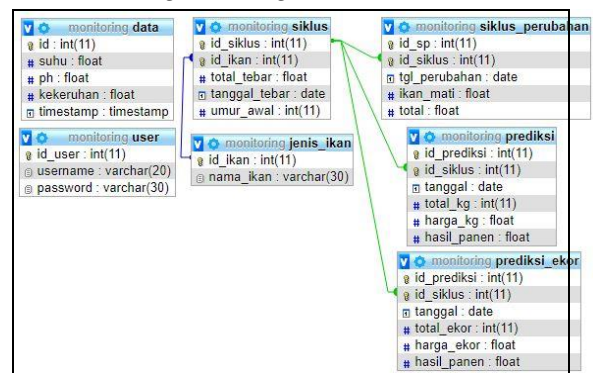 monitoring data
id : int(11)
suhu : float
ph : float
kekeruhan : float
timestamp : timestamp
monitoring user
id_user : int(11)
username : varchar(20)
password : varchar(30)
monitoring siklus
id_siklus : int(11)
id_ikan : int(11)
total_tebar : float
tanggal_tebar : date
umur_awal : int(11)
monitoring jenis_ikan
id_ikan : int(11)
nama_ikan : varchar(30)
monitoring siklus_perubahan
id_sp : int(11)
id_siklus : int(11)
tgl_perubahan : date
ikan_mati : float
total : float
monitoring prediksi
id_prediksi : int(11)
id_siklus : int(11)
tanggal : date
total_kg : int(11)
harga_kg : float
hasil_panen : float
monitoring prediksi_ekor
id_prediksi : int(11)
id_siklus : int(11)
tanggal : date
total_ekor : int(11)
harga_ekor : float
hasil_panen : float